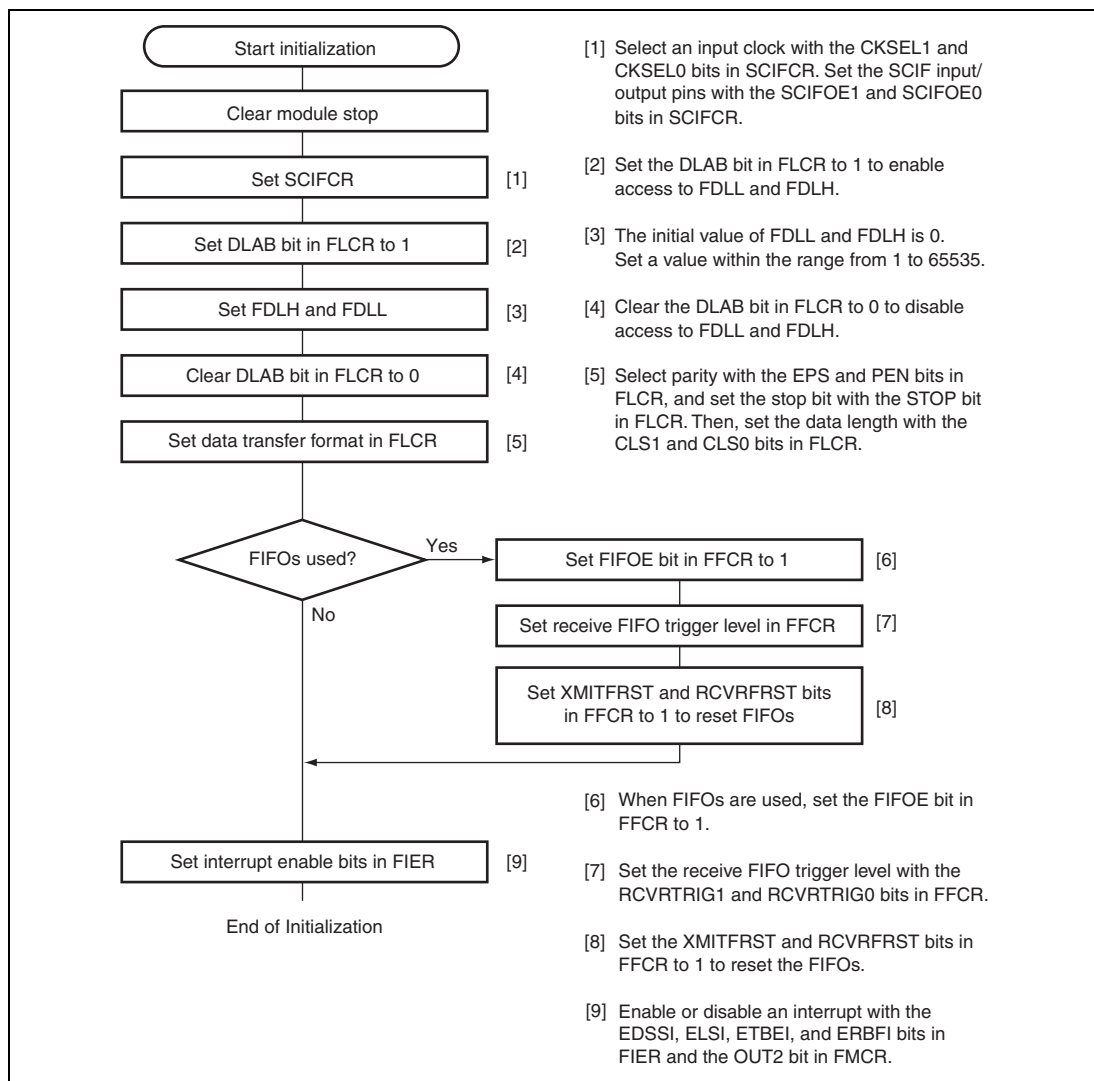 Start initialization
Clear module stop
Set SCIFCR
[1]
Set DLAB bit in FLCR to 1
[2]
Set FDLH and FDLL
[3]
Clear DLAB bit in FLCR to 0
[4]
Set data transfer format in FLCR
[5]
FIFOs used?
Yes
No
Set FIFOE bit in FFCR to 1
[6]
Set receive FIFO trigger level in FFCR
[7]
Set XMITFRST and RCVRFRST bits
in FFCR to 1 to reset FIFOs
[8]
Set interrupt enable bits in FIER
[9]
End of Initialization
[1] Select an input clock with the CKSEL1 and
CKSEL0 bits in SCIFCR. Set the SCIF input/
output pins with the SCIFOE1 and SCIFOE0
bits in SCIFCR.
[2] Set the DLAB bit in FLCR to 1 to enable
access to FDLL and FDLH.
[3] The initial value of FDLL and FDLH is 0.
Set a value within the range from 1 to 65535.
[4] Clear the DLAB bit in FLCR to 0 to disable
access to FDLL and FDLH.
[5] Select parity with the EPS and PEN bits in
FLCR, and set the stop bit with the STOP bit
in FLCR. Then, set the data length with the
CLS1 and CLS0 bits in FLCR.
[6] When FIFOs are used, set the FIFOE bit in
FFCR to 1.
[7] Set the receive FIFO trigger level with the
RCVRTRIG1 and RCVRTRIG0 bits in FFCR.
[8] Set the XMITFRST and RCVRFRST bits in
FFCR to 1 to reset the FIFOs.
[9] Enable or disable an interrupt with the
EDSSI, ELSI, ETBEI, and ERBFI bits in
FIER and the OUT2 bit in FMCR.